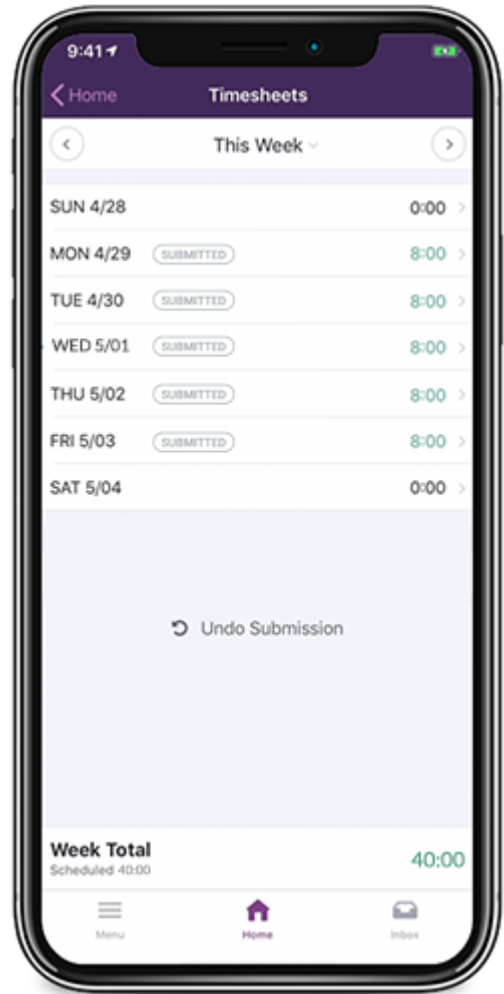 9:41
Home Timesheets
This Week
SUN 4/28 0:00
MON 4/29 SUBMITTED 8:00
TUE 4/30 SUBMITTED 8:00
WED 5/01 SUBMITTED 8:00
THU 5/02 SUBMITTED 8:00
FRI 5/03 SUBMITTED 8:00
SAT 5/04 0:00
Undo Submission
Week Total
Scheduled 40:00 40:00
Menu Home Inbox